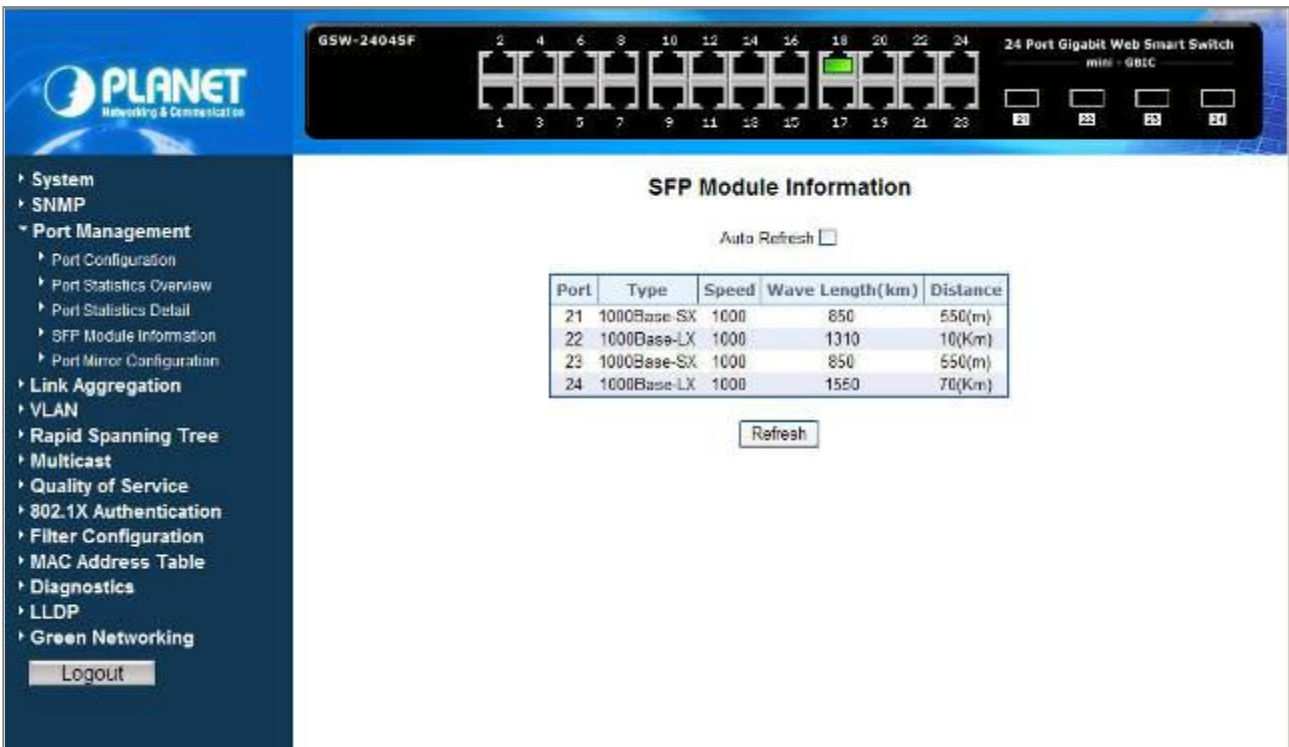 PLANET
Networking & Communication
GSW-2404SF
2 4 6 8 10 12 14 16 18 20 22 24
1 3 5 7 9 11 13 15 17 19 21 23
24 Port Gigabit Web Smart Switch
mini - GBIC
21 22 23 24
System
SNMP
Port Management
Port Configuration
Port Statistics Overview
Port Statistics Detail
SFP Module Information
Port Mirror Configuration
Link Aggregation
VLAN
Rapid Spanning Tree
Multicast
Quality of Service
802.1X Authentication
Filter Configuration
MAC Address Table
Diagnostics
LLDP
Green Networking
Logout
SFP Module Information
Auto Refresh
Port Type Speed Wave Length(km) Distance
21 1000Base-SX 1000 850 550(m)
22 1000Base-LX 1000 1310 10(Km)
23 1000Base-SX 1000 850 550(m)
24 1000Base-LX 1000 1550 70(Km)
Refresh